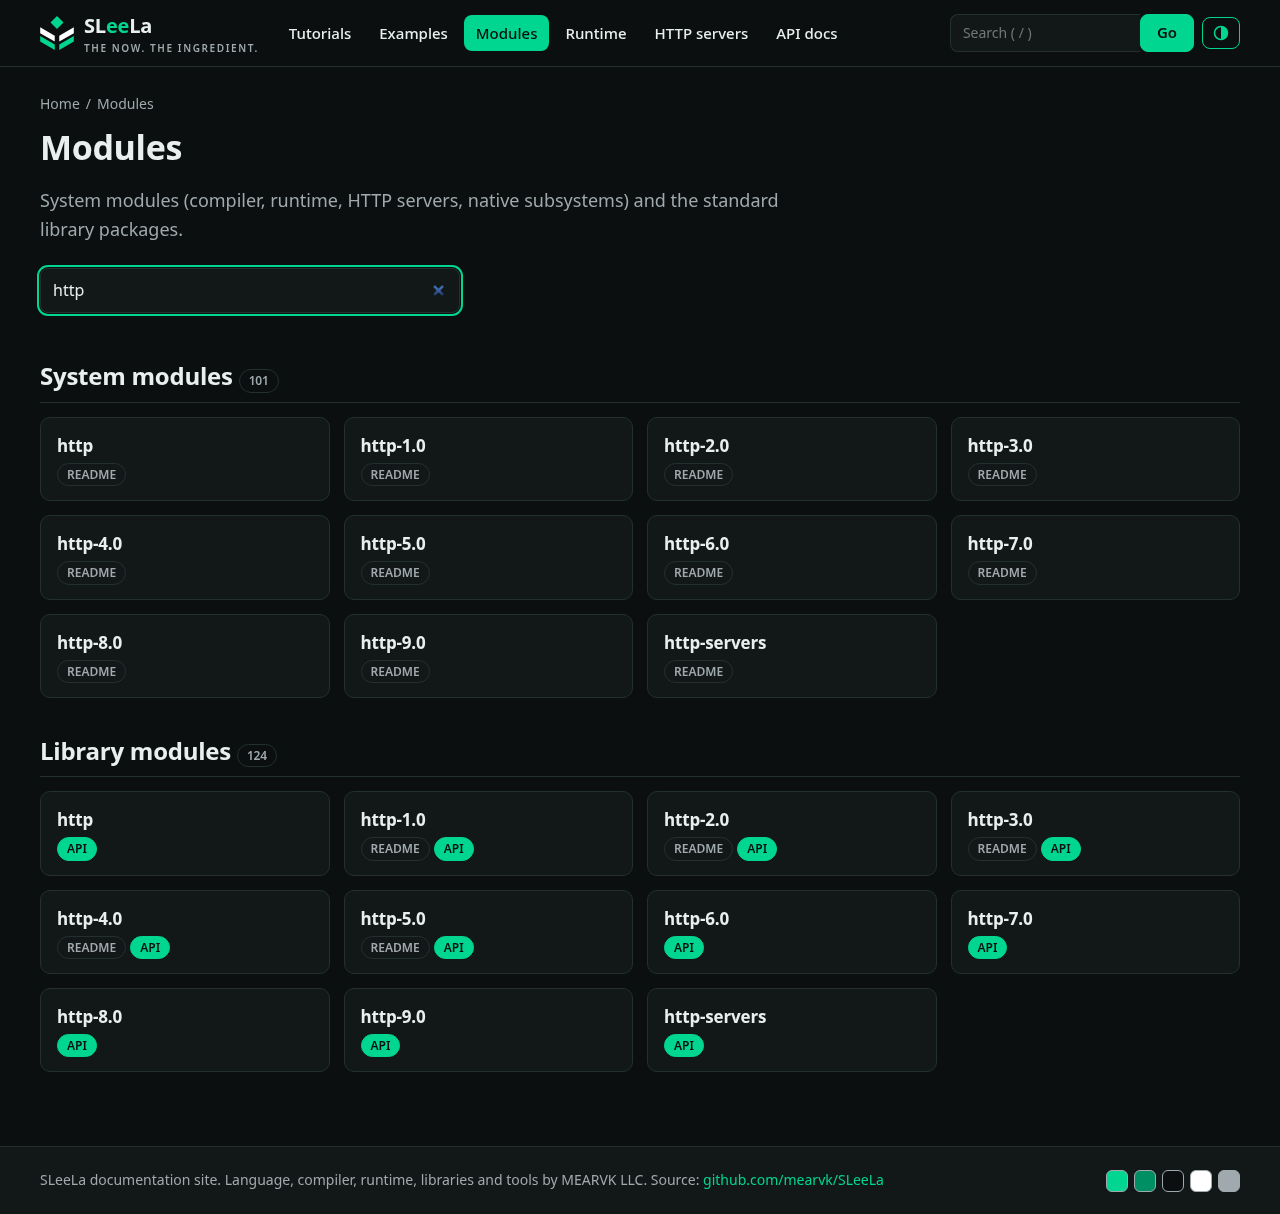 SLeeLa
THE NOW. THE INGREDIENT.
Tutorials
Examples
Modules
Runtime
HTTP servers
API docs
Search ( / )
Go
Home / Modules
Modules
System modules (compiler, runtime, HTTP servers, native subsystems) and the standard
library packages.
http
System modules 101
http
README
http-1.0
README
http-2.0
README
http-3.0
README
http-4.0
README
http-5.0
README
http-6.0
README
http-7.0
README
http-8.0
README
http-9.0
README
http-servers
README
Library modules 124
http
API
http-1.0
README API
http-2.0
README API
http-3.0
README API
http-4.0
README API
http-5.0
README API
http-6.0
API
http-7.0
API
http-8.0
API
http-9.0
API
http-servers
API
SLeeLa documentation site. Language, compiler, runtime, libraries and tools by MEARVK LLC. Source: github.com/mearvk/SLeeLa